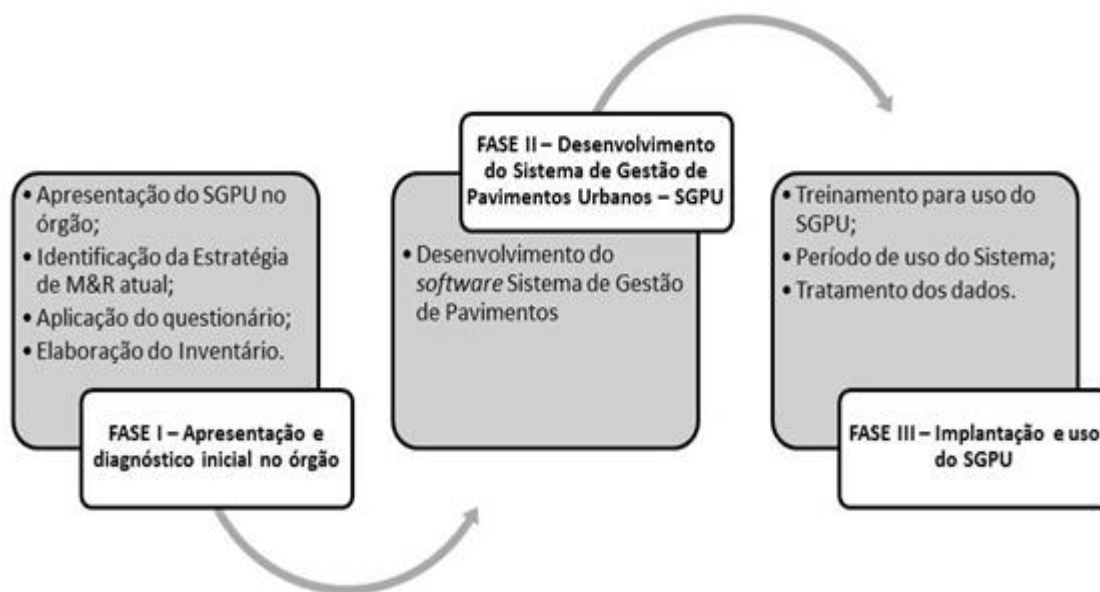 • Apresentação do SGPU no
órgão;
• Identificação da Estratégia
de M&R atual;
• Aplicação do questionário;
• Elaboração do Inventário.
FASE I – Apresentação e
diagnóstico inicial no órgão
FASE II – Desenvolvimento
do Sistema de Gestão de
Pavimentos Urbanos – SGPU
• Desenvolvimento do
software Sistema de Gestão
de Pavimentos
• Treinamento para uso do
SGPU;
• Período de uso do Sistema;
• Tratamento dos dados.
FASE III – Implantação e uso
do SGPU